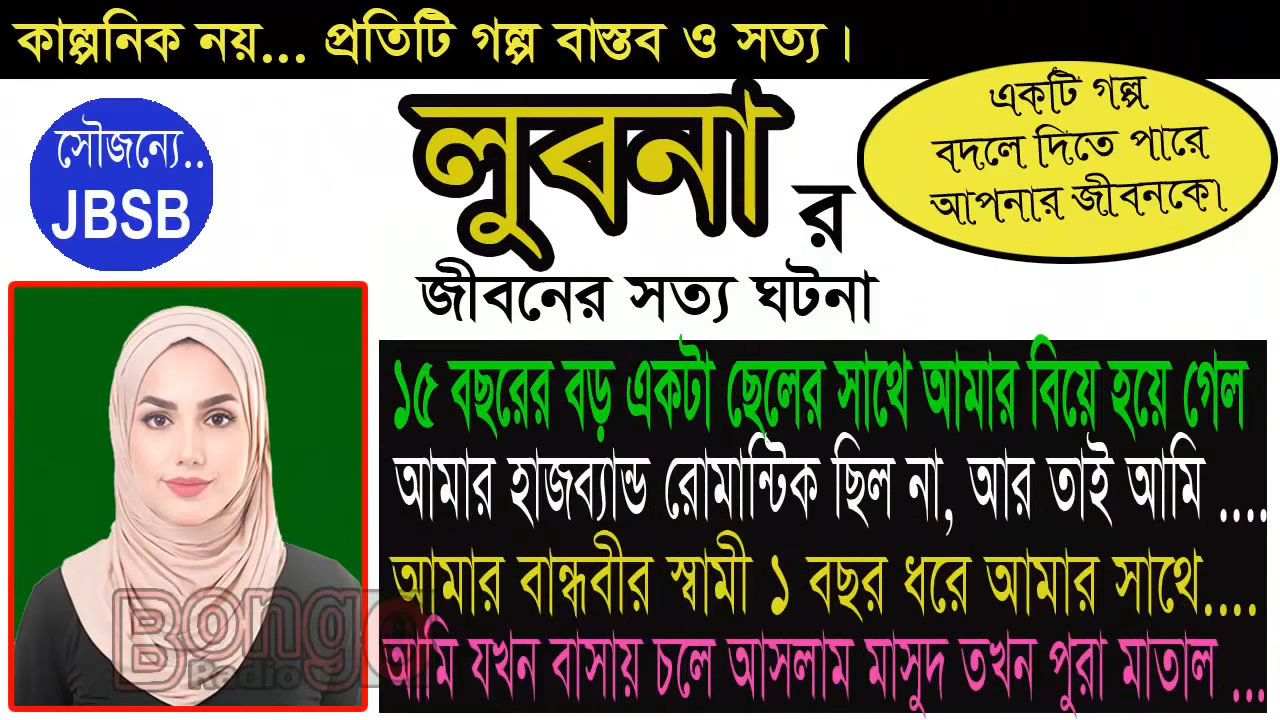 কাল্পনিক নয়... প্রতিটি গল্প বাস্তব ও সত্য।
সৌজন্যে..
JBSB
লুবনা র
জীবনের সত্য ঘটনা
একটি গল্প
বদলে দিতে পারে
আপনার জীবনকে।
১৫ বছরের বড় একটা ছেলের সাথে আমার বিয়ে হয়ে গেল
আমার হাজব্যান্ড রোমান্টিক ছিল না, আর তাই আমি ....
আমার বান্ধবীর স্বামী ১ বছর ধরে আমার সাথে....
আমি যখন বাসায় চলে আসলাম মাসুদ তখন পুরা মাতাল ...
Bongo
Radio